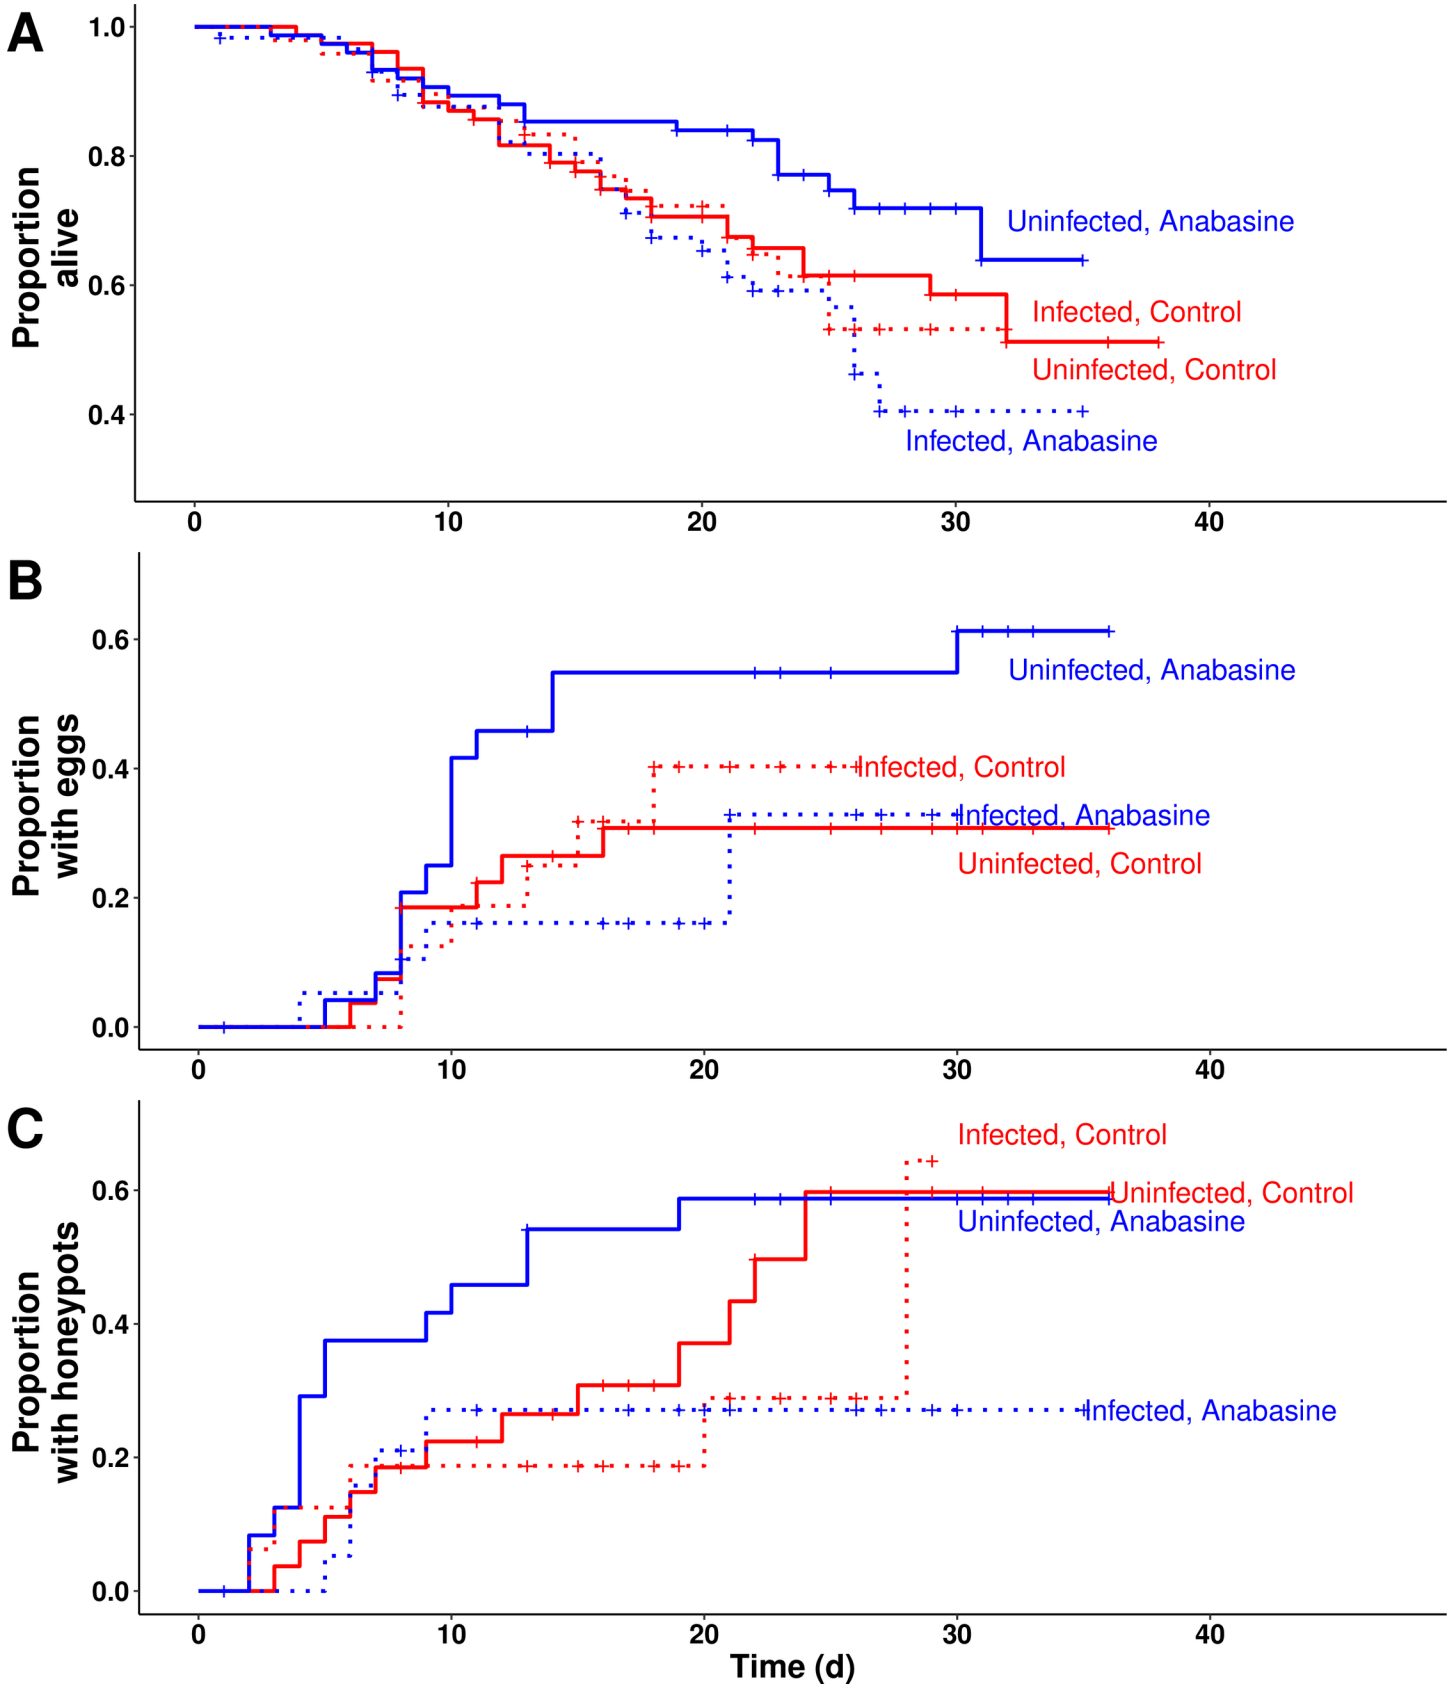 A
Proportion
alive
1.0
0.8
0.6
0.4
Uninfected, Anabasine
Infected, Control
Uninfected, Control
Infected, Anabasine
0 10 20 30 40
B
Proportion
with eggs
0.6
0.4
0.2
0.0
Uninfected, Anabasine
Infected, Control
Infected, Anabasine
Uninfected, Control
0 10 20 30 40
C
Proportion
with honeypots
0.6
0.4
0.2
0.0
Infected, Control
Uninfected, Control
Uninfected, Anabasine
Infected, Anabasine
0 10 20 30 40
Time (d)